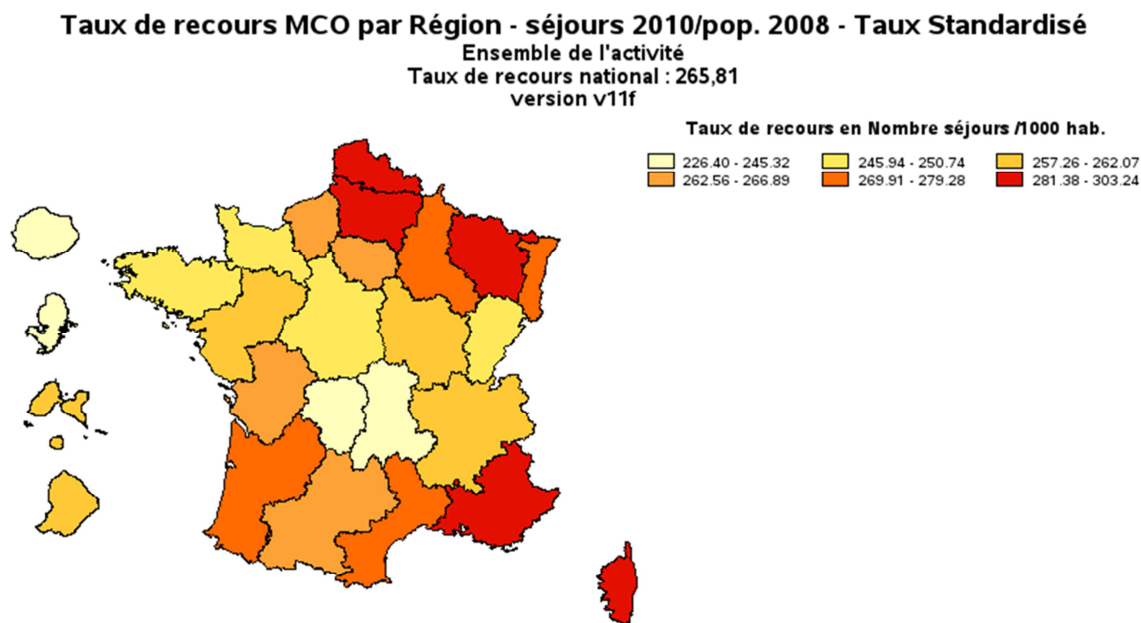 Taux de recours MCO par Région - séjours 2010/pop. 2008 - Taux Standardisé
Ensemble de l'activité
Taux de recours national : 265,81
version v11f
Taux de recours en Nombre séjours /1000 hab.
226.40 - 245.32 245.94 - 250.74 257.26 - 262.07
262.56 - 266.89 269.91 - 279.28 281.38 - 303.24